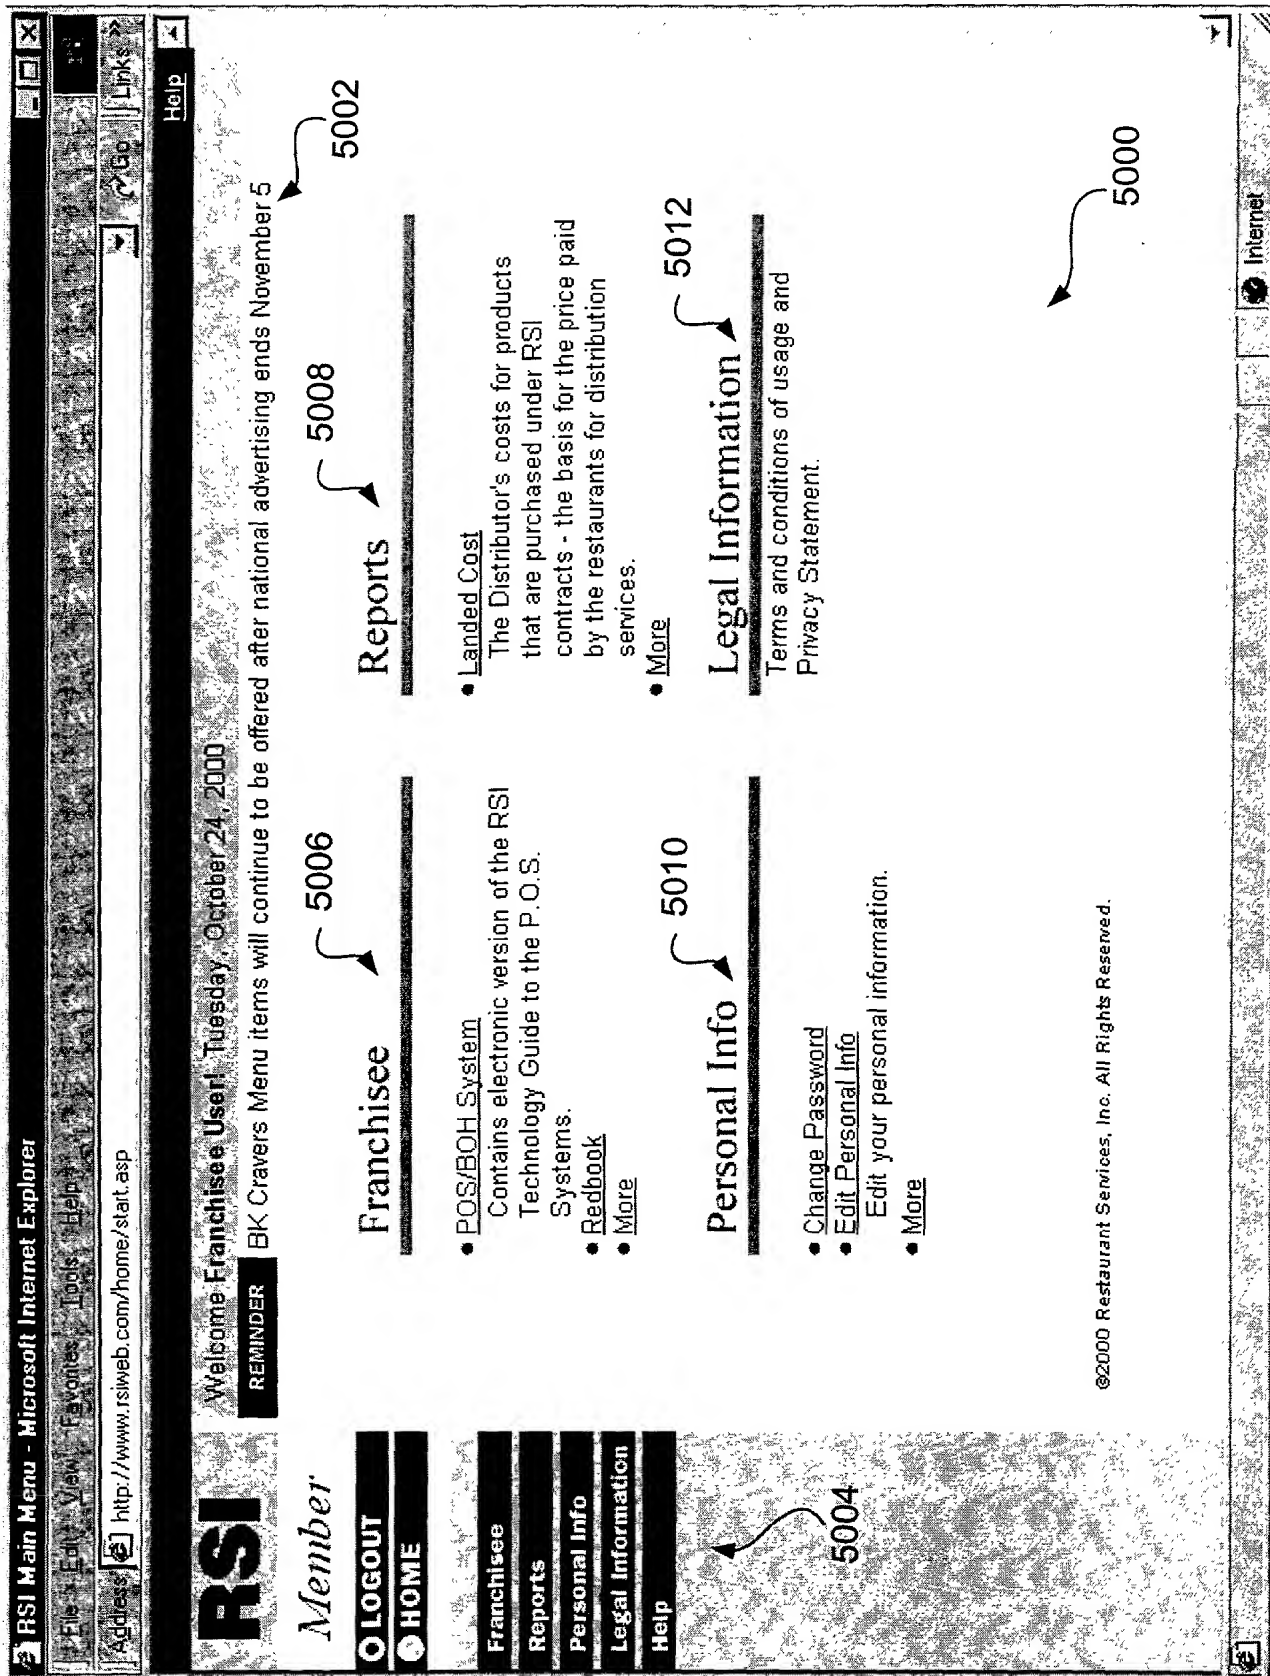 RSI Main Menu - Microsoft Internet Explorer
File Edit View Favorites Tools Help
Address http://www.rsiweb.com/home/start.asp Go Links »
Help
RSI
Welcome Franchisee User! Tuesday, October 24, 2000
REMINDER BK Cravers Menu items will continue to be offered after national advertising ends November 5
5002
Member
LOGOUT
HOME
Franchisee
Reports
Personal Info
Legal Information
Help
5004
Franchisee
5006
• POS/BOH System
Contains electronic version of the RSI
Technology Guide to the P.O.S.
Systems.
• Redbook
• More
Reports
5008
• Landed Cost
The Distributor's costs for products
that are purchased under RSI
contracts - the basis for the price paid
by the restaurants for distribution
services.
• More
Personal Info
5010
• Change Password
• Edit Personal Info
Edit your personal information.
• More
Legal Information
5012
Terms and conditions of usage and
Privacy Statement.
5000
©2000 Restaurant Services, Inc. All Rights Reserved.
Internet